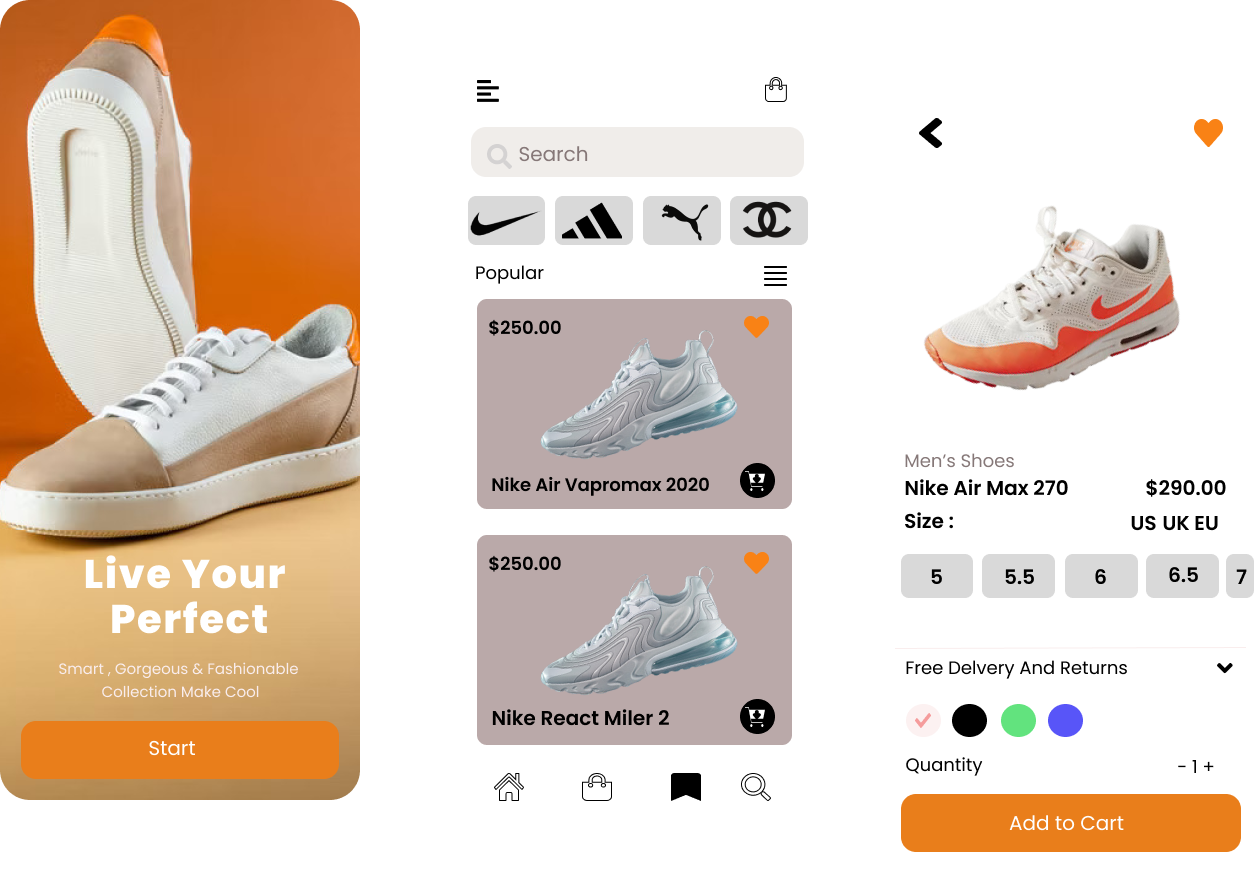 Live Your
Perfect
Smart , Gorgeous & Fashionable
Collection Make Cool
Start
Search
Popular
$250.00
Nike Air Vapromax 2020
$250.00
Nike React Miler 2
Men’s Shoes
Nike Air Max 270 $290.00
Size : US UK EU
5 5.5 6 6.5 7
Free Delvery And Returns
Quantity - 1 +
Add to Cart